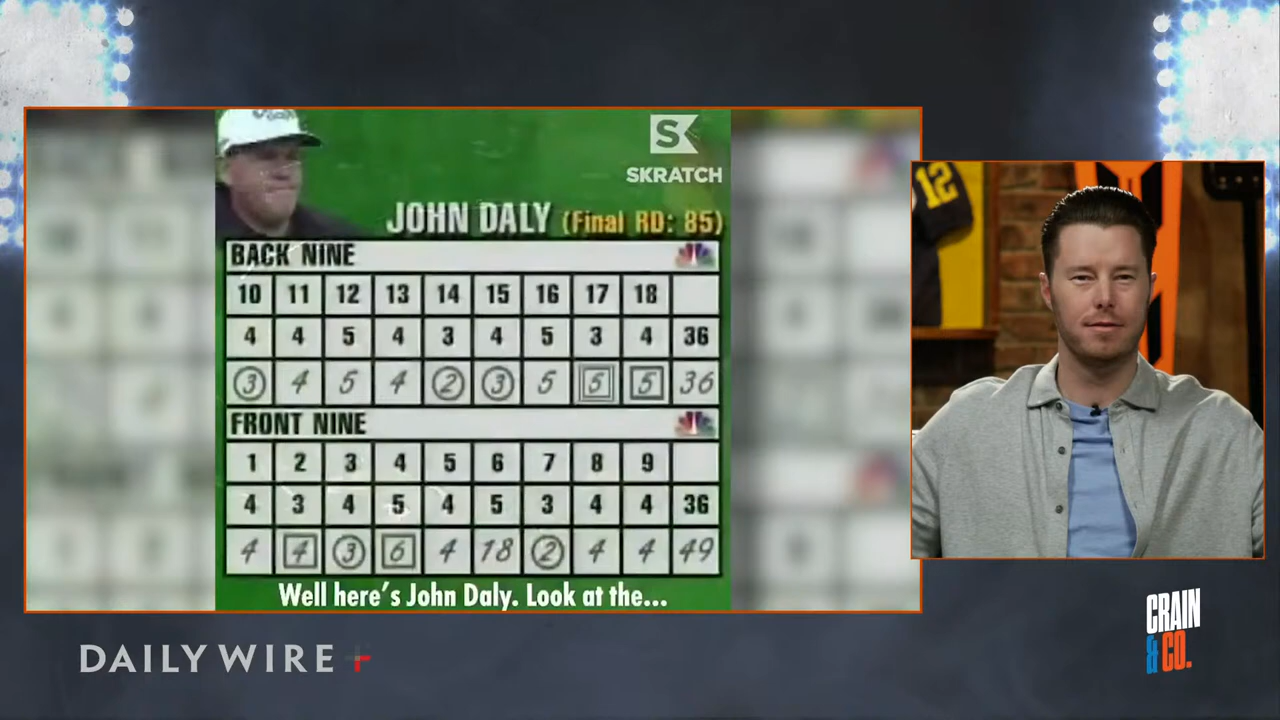 SKRATCH
JOHN DALY (Final RD: 85)
BACK NINE
10 11 12 13 14 15 16 17 18
4 4 5 4 3 4 5 3 4 36
3 4 5 4 2 3 5 5 5 36
FRONT NINE
1 2 3 4 5 6 7 8 9
4 3 4 5 4 5 3 4 4 36
4 4 3 6 4 18 2 4 4 49
Well here's John Daly. Look at the...
12
DAILYWIRE+
CRAIN
& CO.